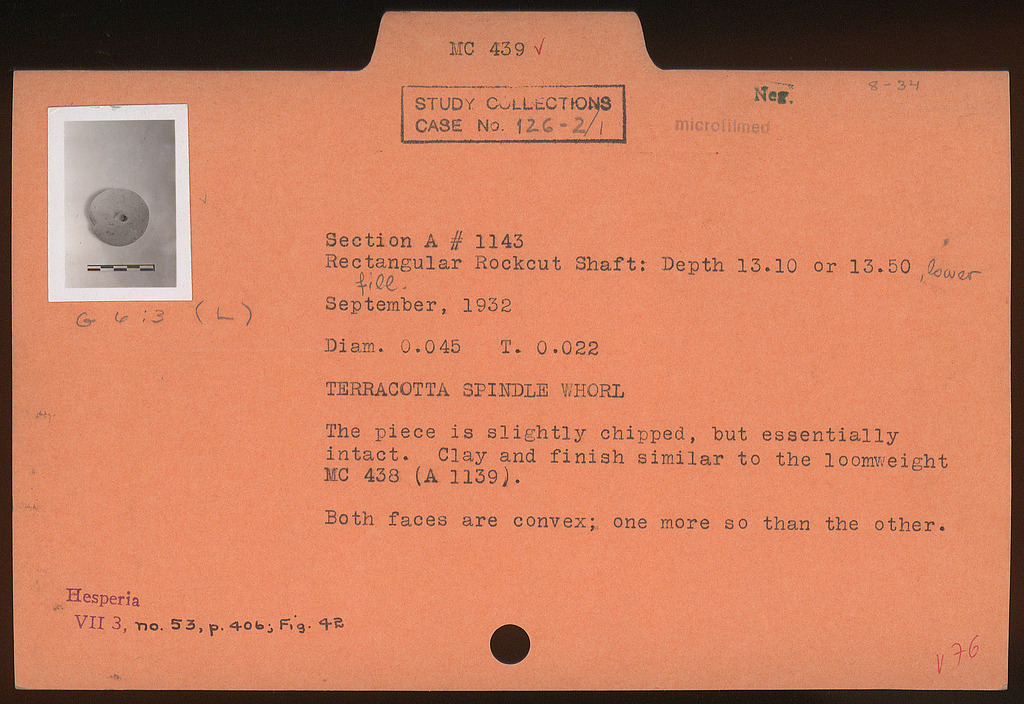 MC 439 ✓
STUDY COLLECTIONS
CASE No. 126-2/1
Neg.
8-34
microfilmed
Section A # 1143
Rectangular Rockcut Shaft: Depth 13.10 or 13.50, lower
fill.
September, 1932
G 6:3 (L)
Diam. 0.045 T. 0.022
TERRACOTTA SPINDLE WHORL
The piece is slightly chipped, but essentially
intact. Clay and finish similar to the loomweight
MC 438 (A 1139).
Both faces are convex; one more so than the other.
Hesperia
VII 3, no. 53, p. 406; Fig. 42
√76